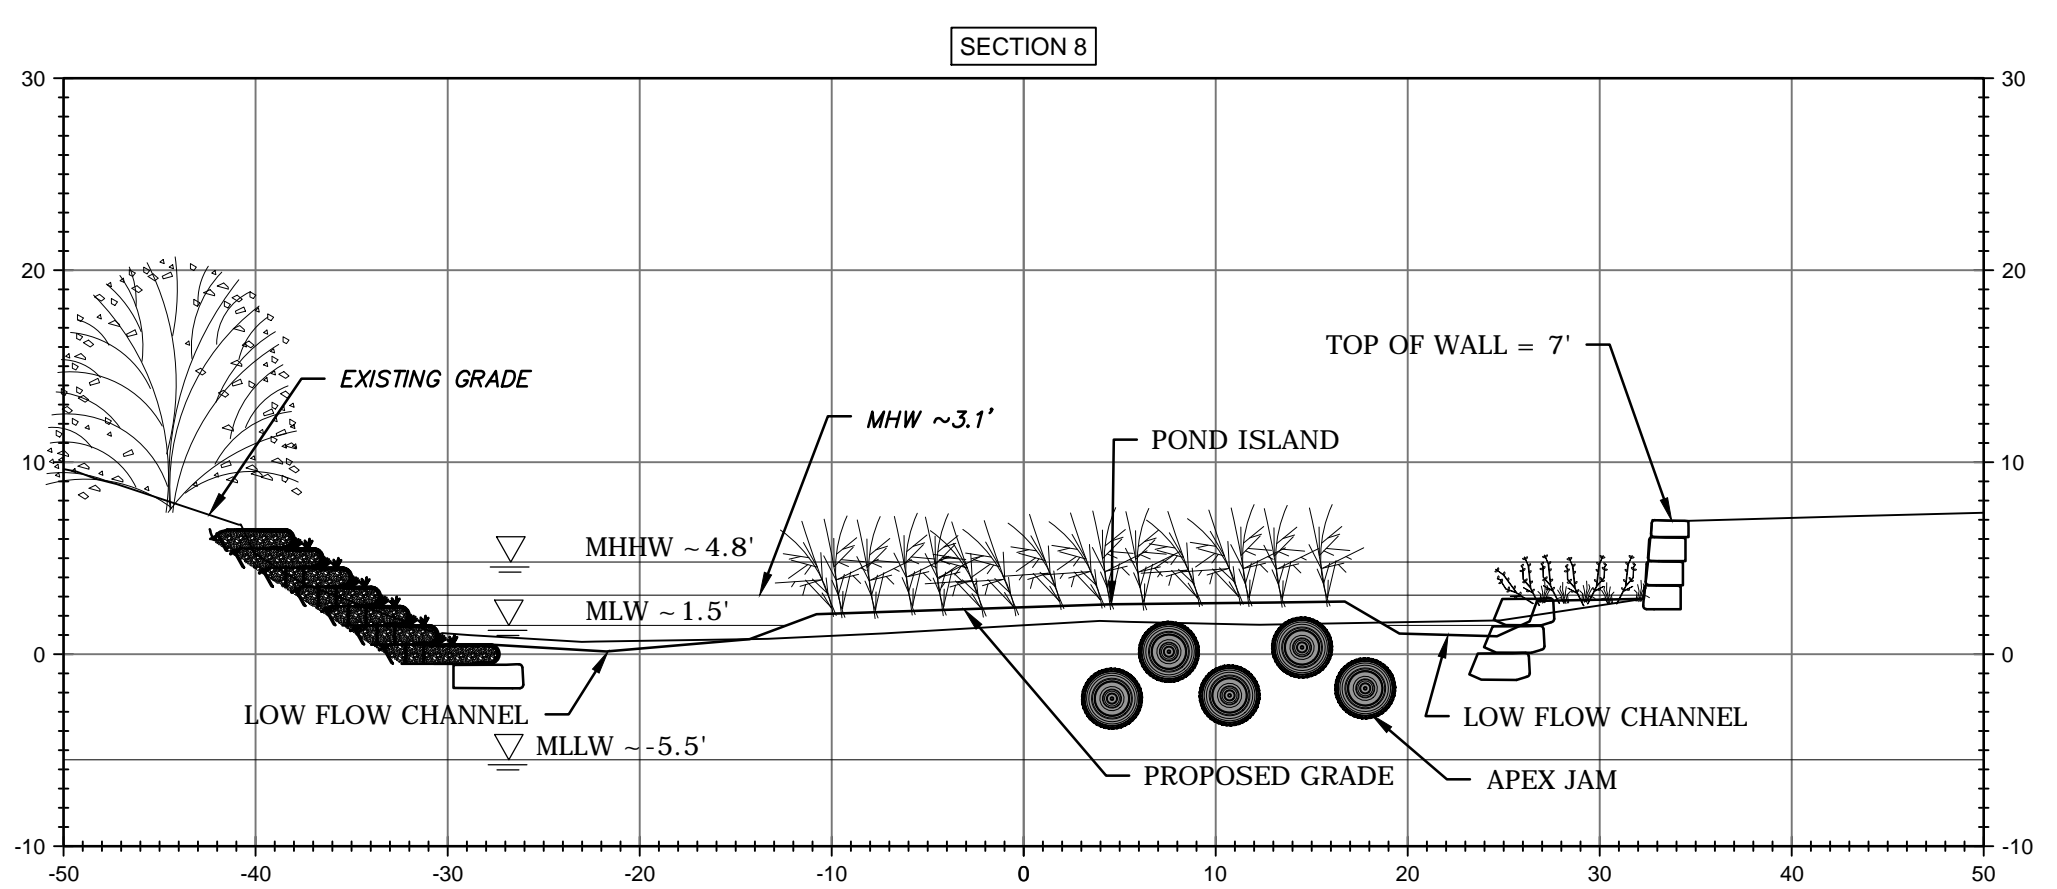 SECTION 8
30 30
20 20
TOP OF WALL = 7'
EXISTING GRADE
MHW ~3.1'
POND ISLAND
10 10
MHHW ~4.8'
MLW ~1.5'
0 0
LOW FLOW CHANNEL
LOW FLOW CHANNEL
MLLW ~-5.5'
PROPOSED GRADE
APEX JAM
-10 -10
-50 -40 -30 -20 -10 0 10 20 30 40 50